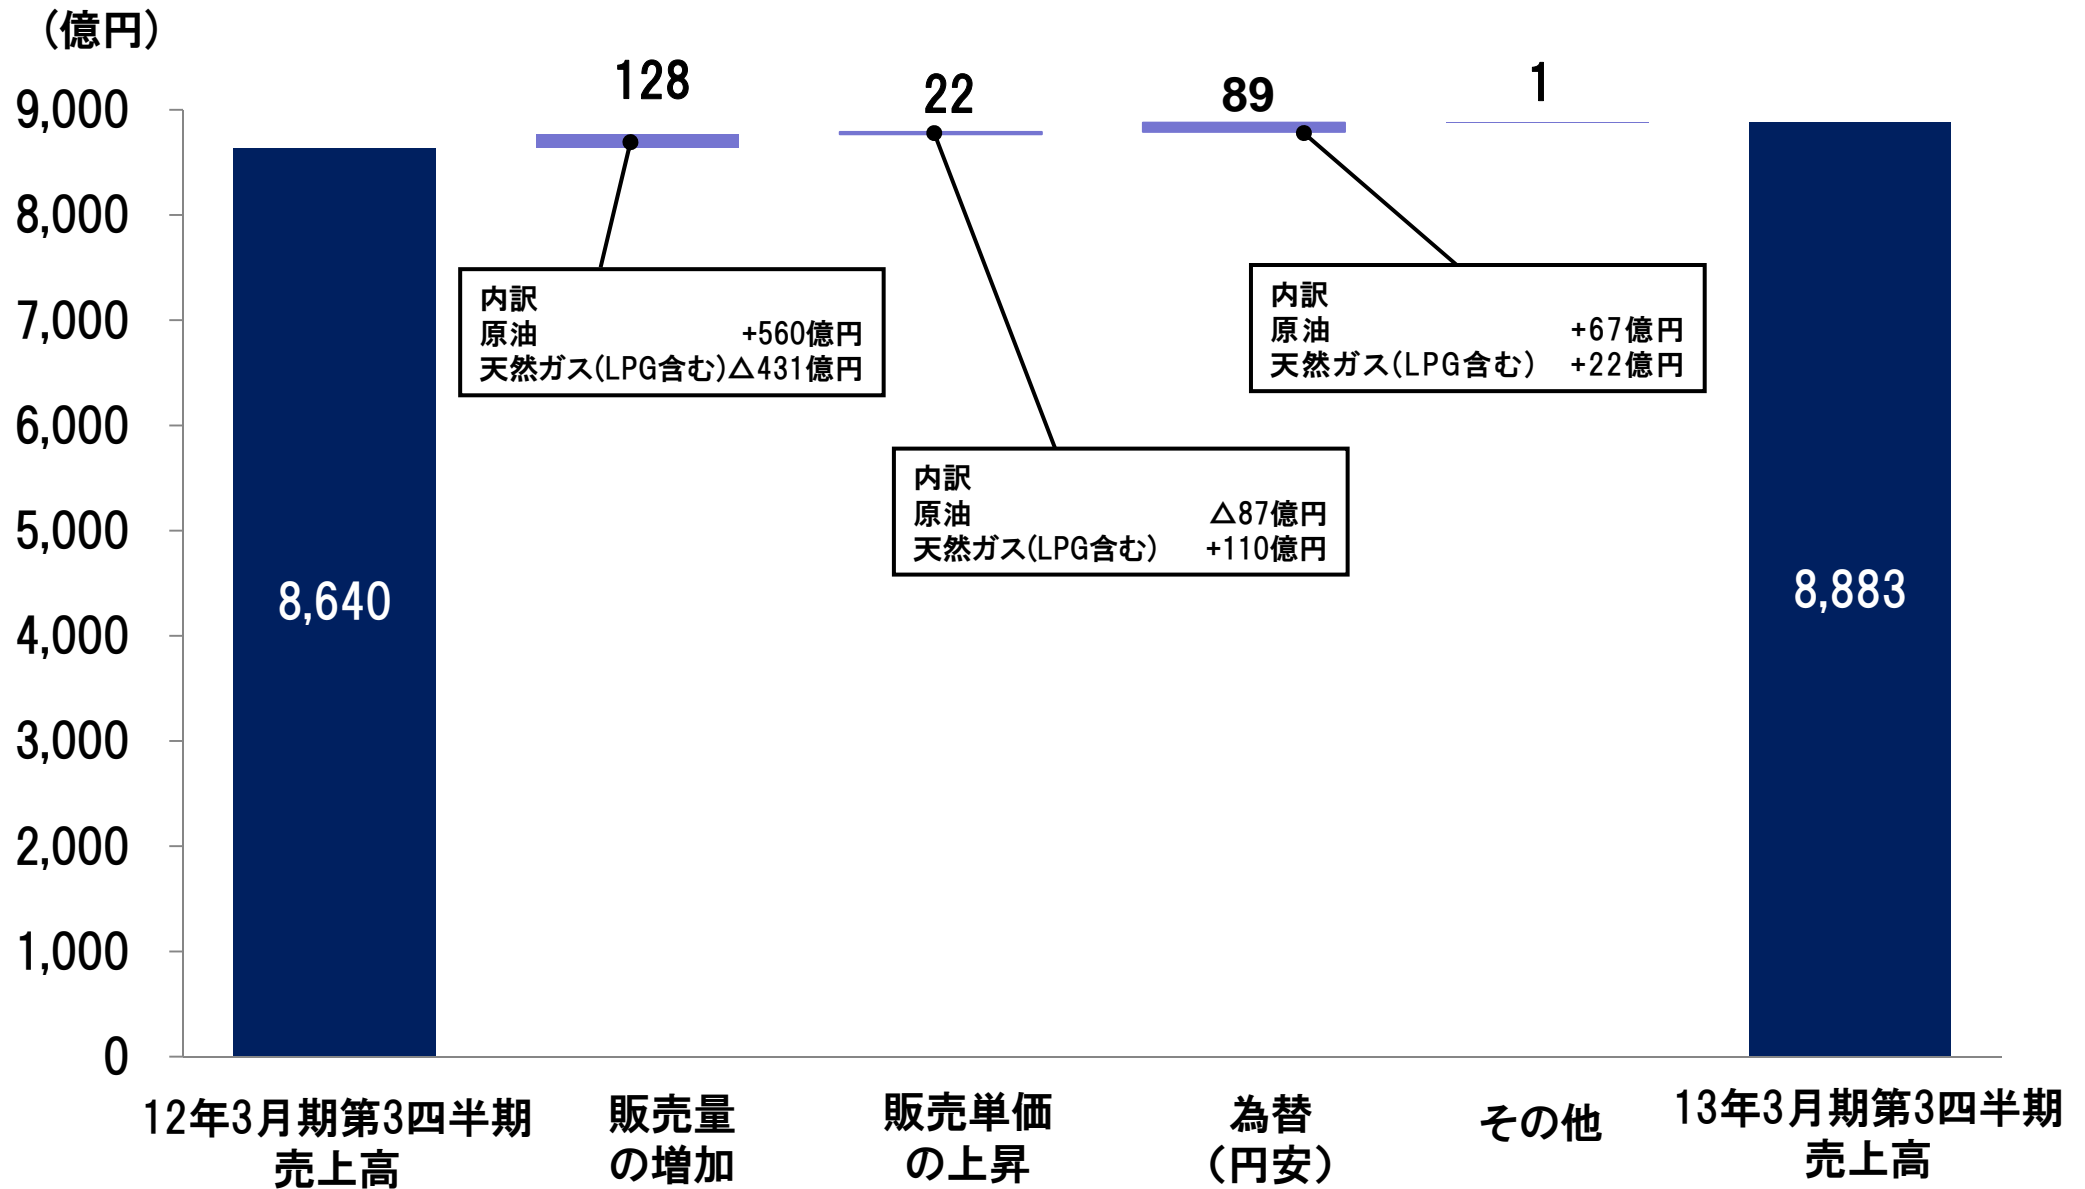 (億円)
128
22
89
1
9,000
8,000
7,000
6,000
5,000
4,000
3,000
2,000
1,000
0
内訳
原油 +560億円
天然ガス(LPG含む)△431億円
内訳
原油 +67億円
天然ガス(LPG含む) +22億円
内訳
原油 △87億円
天然ガス(LPG含む) +110億円
8,640
8,883
12年3月期第3四半期
売上高
販売量
の増加
販売単価
の上昇
為替
(円安)
その他
13年3月期第3四半期
売上高